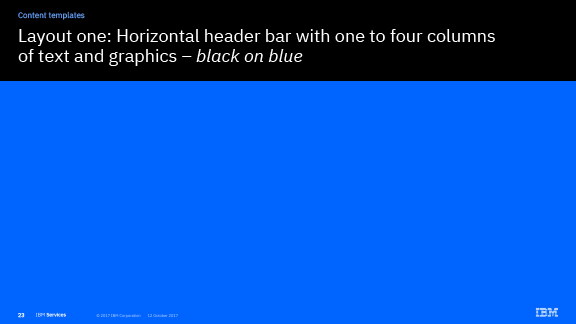 Content templates
Layout one: Horizontal header bar with one to four columns
of text and graphics – black on blue
23 IBM Services © 2017 IBM Corporation 13 October 2017 IBM